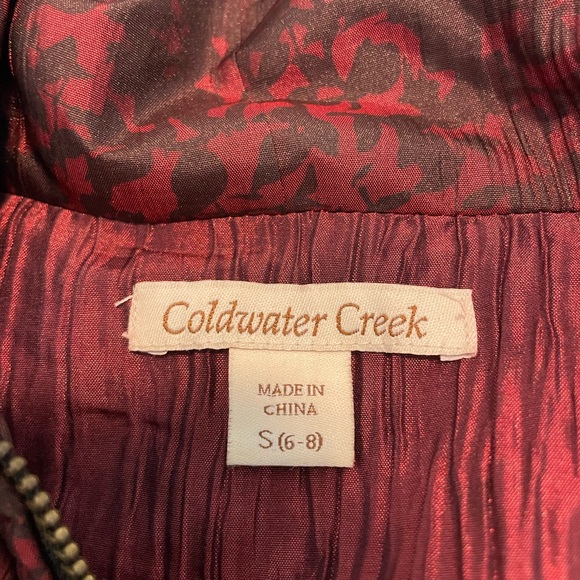 Coldwater Creek
MADE IN
CHINA
S (6-8)